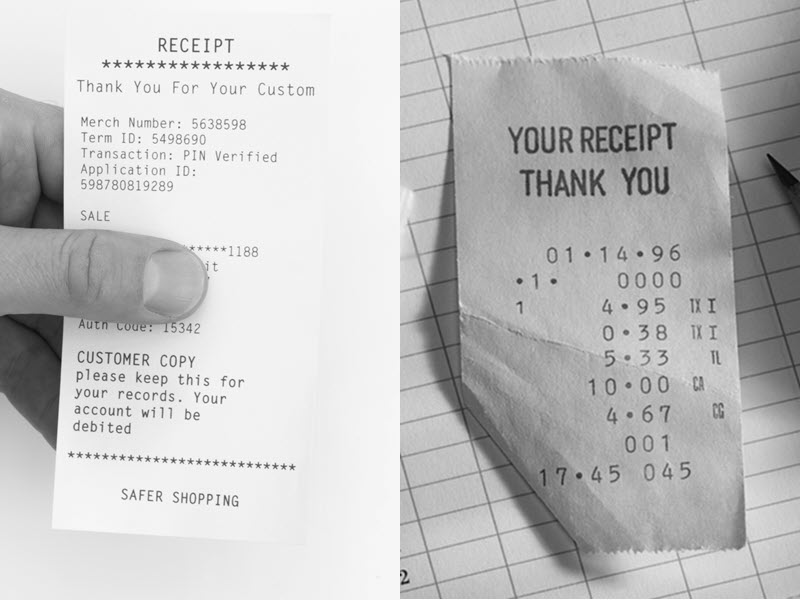 RECEIPT
*****************
Thank You For Your Custom
Merch Number: 5638598
Term ID: 5498690
Transaction: PIN Verified
Application ID:
598780819289
SALE
****1188
it
Auth Code: 15342
CUSTOMER COPY
please keep this for
your records. Your
account will be
debited
**************************
SAFER SHOPPING
YOUR RECEIPT
THANK YOU
01•14•96
•1• 0000
1 4•95 TX I
0•38 TX I
5•33 TL
10•00 CA
4•67 CG
001
17•45 045
2